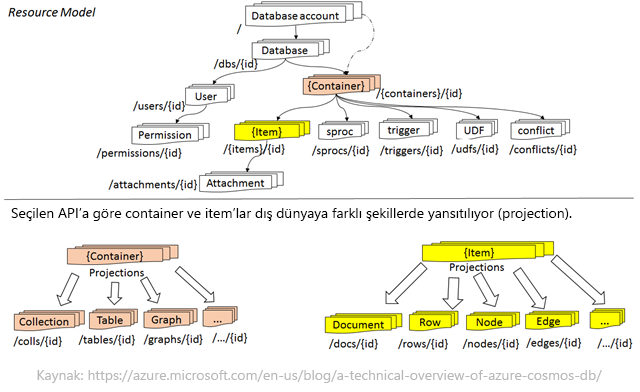 Resource Model
Database account
/
Database
/dbs/{id}
{Container}
/{containers}/{id}
User
/users/{id}
Permission
{Item}
sproc
trigger
UDF
conflict
/permissions/{id}
/{items}/{id}
/sprocs/{id}
/triggers/{id}
/udfs/{id}
/conflicts/{id}
/attachments/{id}
Attachment
Seçilen API'a göre container ve item'lar dış dünyaya farklı şekillerde yansıtılıyor (projection).
{Container}
Projections
Collection
Table
Graph
...
/colls/{id}
/tables/{id}
/graphs/{id}
/.../{id}
{Item}
Projections
Document
Row
Node
Edge
...
/docs/{id}
/rows/{id}
/nodes/{id}
/edges/{id}
/.../{id}
Kaynak: https://azure.microsoft.com/en-us/blog/a-technical-overview-of-azure-cosmos-db/